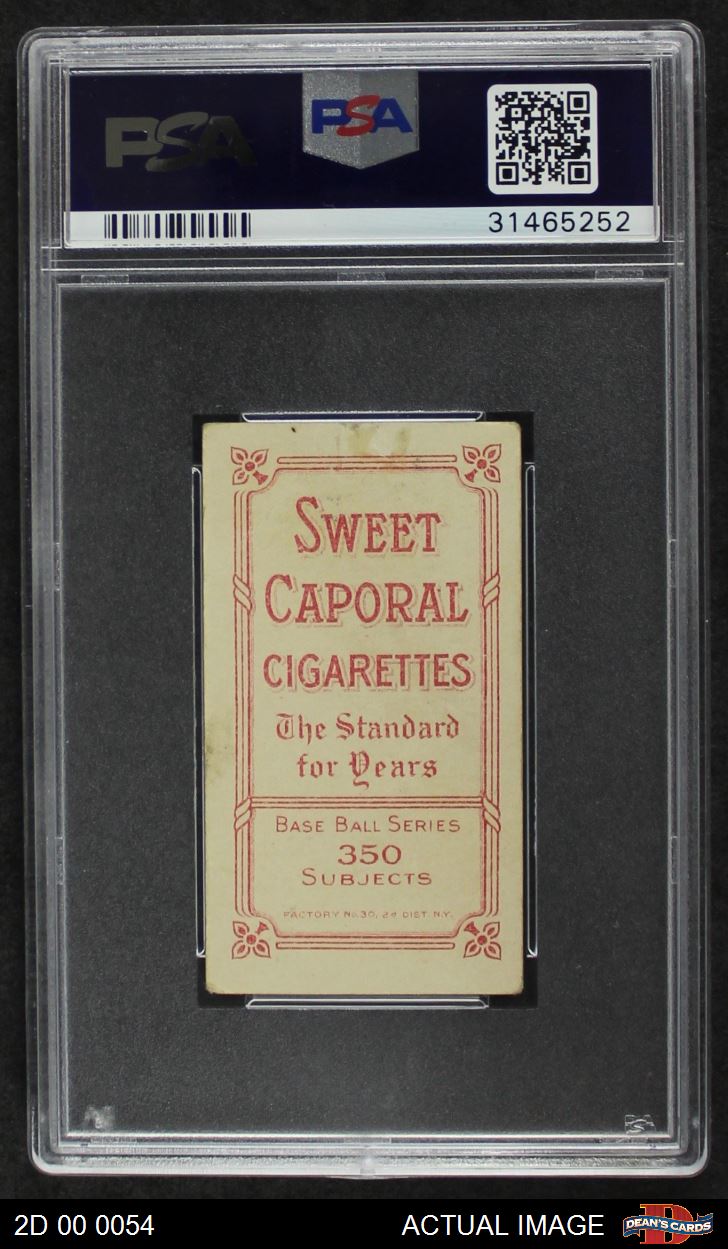 PSA
PSA
31465252
SWEET
CAPORAL
CIGARETTES
The Standard
for Years
BASE BALL SERIES
350
SUBJECTS
FACTORY No. 30, 2d DIST. N.Y.
PSA
2D 00 0054
ACTUAL IMAGE
DEAN'S CARDS